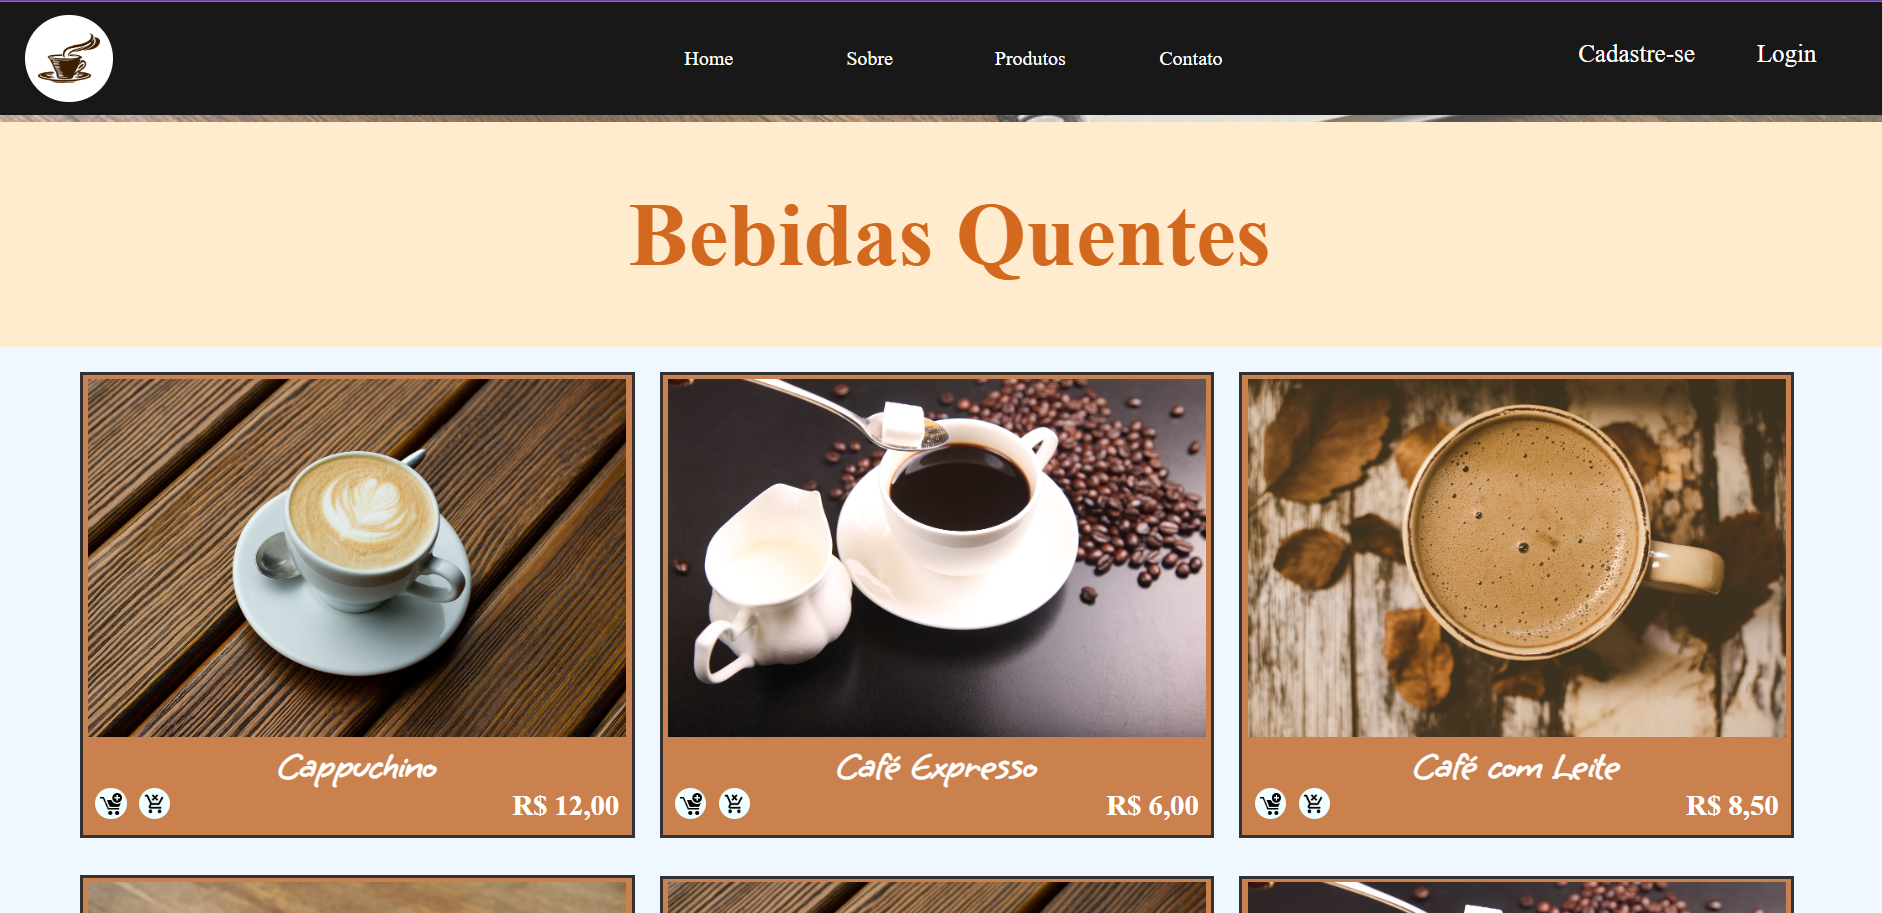 Home Sobre Produtos Contato Cadastre-se Login
Bebidas Quentes
Cappuchino
R$ 12,00
Café Expresso
R$ 6,00
Café com Leite
R$ 8,50